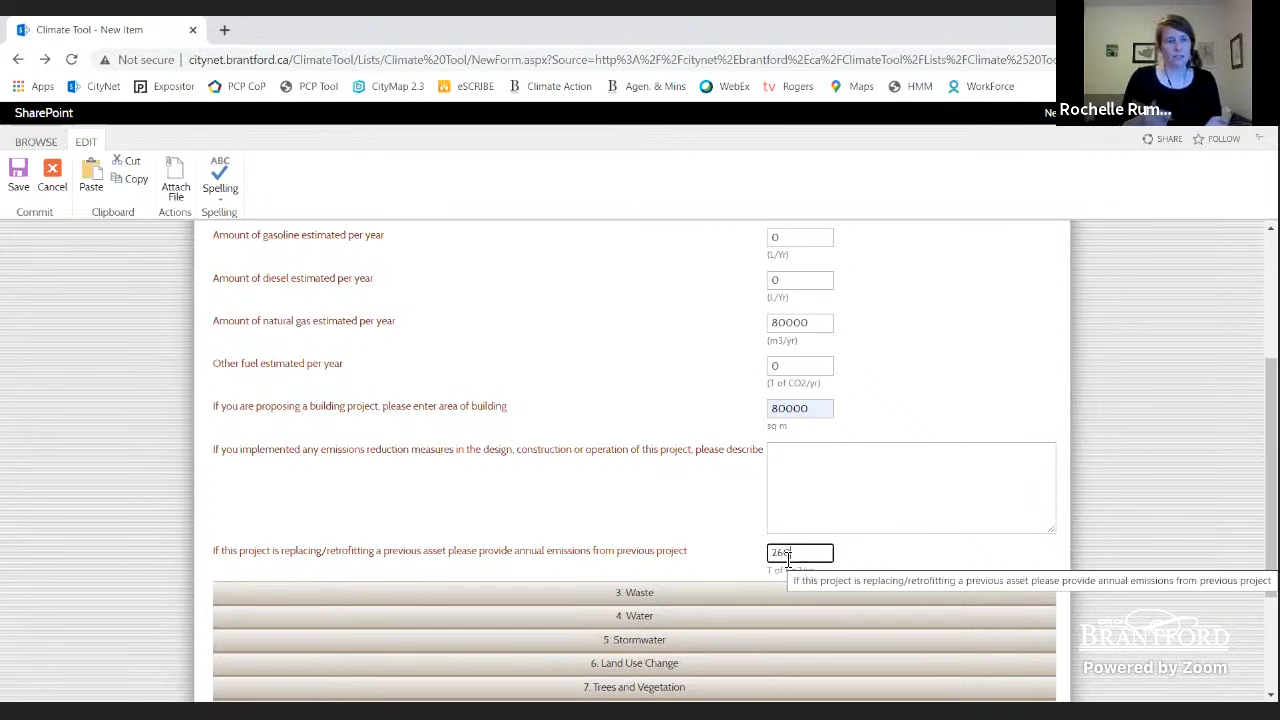 Climate Tool - New Item
Not secure
citynet.brantford.ca/ClimateTool/Lists/Climate%20Tool/NewForm.aspx?Source=http%3A%2F%2Fcitynet%2Ebrantford%2Eca%2FClimateTool%2FLists%2FClimate%2520To
Apps CityNet Expositor PCP CoP PCP Tool CityMap 2.3 eSCRIBE Climate Action Agen. & Mins WebEx Rogers Maps HMM WorkForce
Rochelle Rum...
SharePoint
BROWSE EDIT
SHARE FOLLOW
Save Cancel Paste Cut Copy Attach File ABC Spelling
Commit Clipboard Actions Spelling
Amount of gasoline estimated per year 0
(L/Yr)
Amount of diesel estimated per year 0
(L/Yr)
Amount of natural gas estimated per year 80000
(m3/yr)
Other fuel estimated per year 0
(T of CO2/yr)
If you are proposing a building project, please enter area of building 80000
sq m
If you implemented any emissions reduction measures in the design, construction or operation of this project, please describe
If this project is replacing/retrofitting a previous asset please provide annual emissions from previous project
T of
If this project is replacing/retrofitting a previous asset please provide annual emissions from previous project
3. Waste
4. Water
5 Stormwater
6. Land Use Change
7. Trees and Vegetation
CITY OF
BRANTFORD
Powered by Zoom